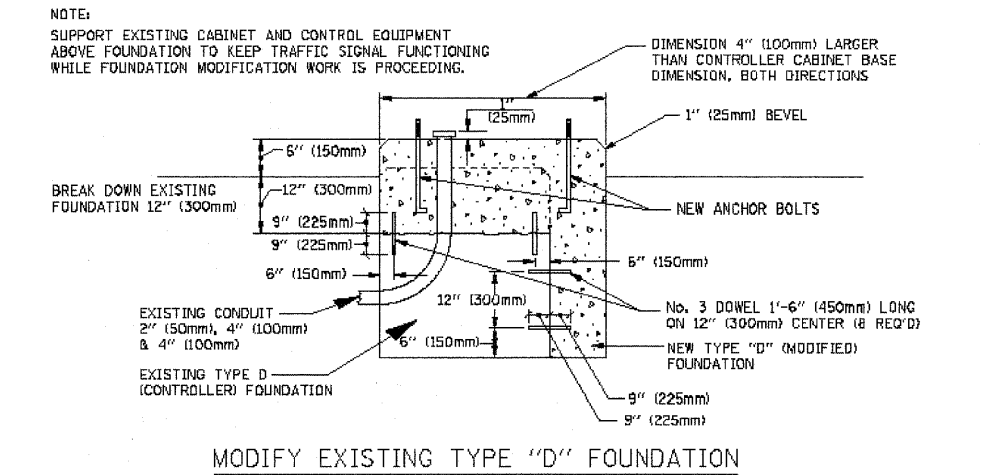 NOTE:
SUPPORT EXISTING CABINET AND CONTROL EQUIPMENT
ABOVE FOUNDATION TO KEEP TRAFFIC SIGNAL FUNCTIONING
WHILE FOUNDATION MODIFICATION WORK IS PROCEEDING.
DIMENSION 4" (100mm) LARGER
THAN CONTROLLER CABINET BASE
DIMENSION, BOTH DIRECTIONS
1"
(25mm)
1" (25mm) BEVEL
6" (150mm)
BREAK DOWN EXISTING
FOUNDATION 12" (300mm)
12" (300mm)
NEW ANCHOR BOLTS
9" (225mm)
9" (225mm)
6" (150mm)
6" (150mm)
12" (300mm)
EXISTING CONDUIT
2" (50mm), 4" (100mm)
& 4" (100mm)
No. 3 DOWEL 1'-6" (450mm) LONG
ON 12" (300mm) CENTER (8 REQ'D)
6" (150mm)
NEW TYPE "D" (MODIFIED)
FOUNDATION
EXISTING TYPE D
(CONTROLLER) FOUNDATION
9" (225mm)
9" (225mm)
MODIFY EXISTING TYPE "D" FOUNDATION